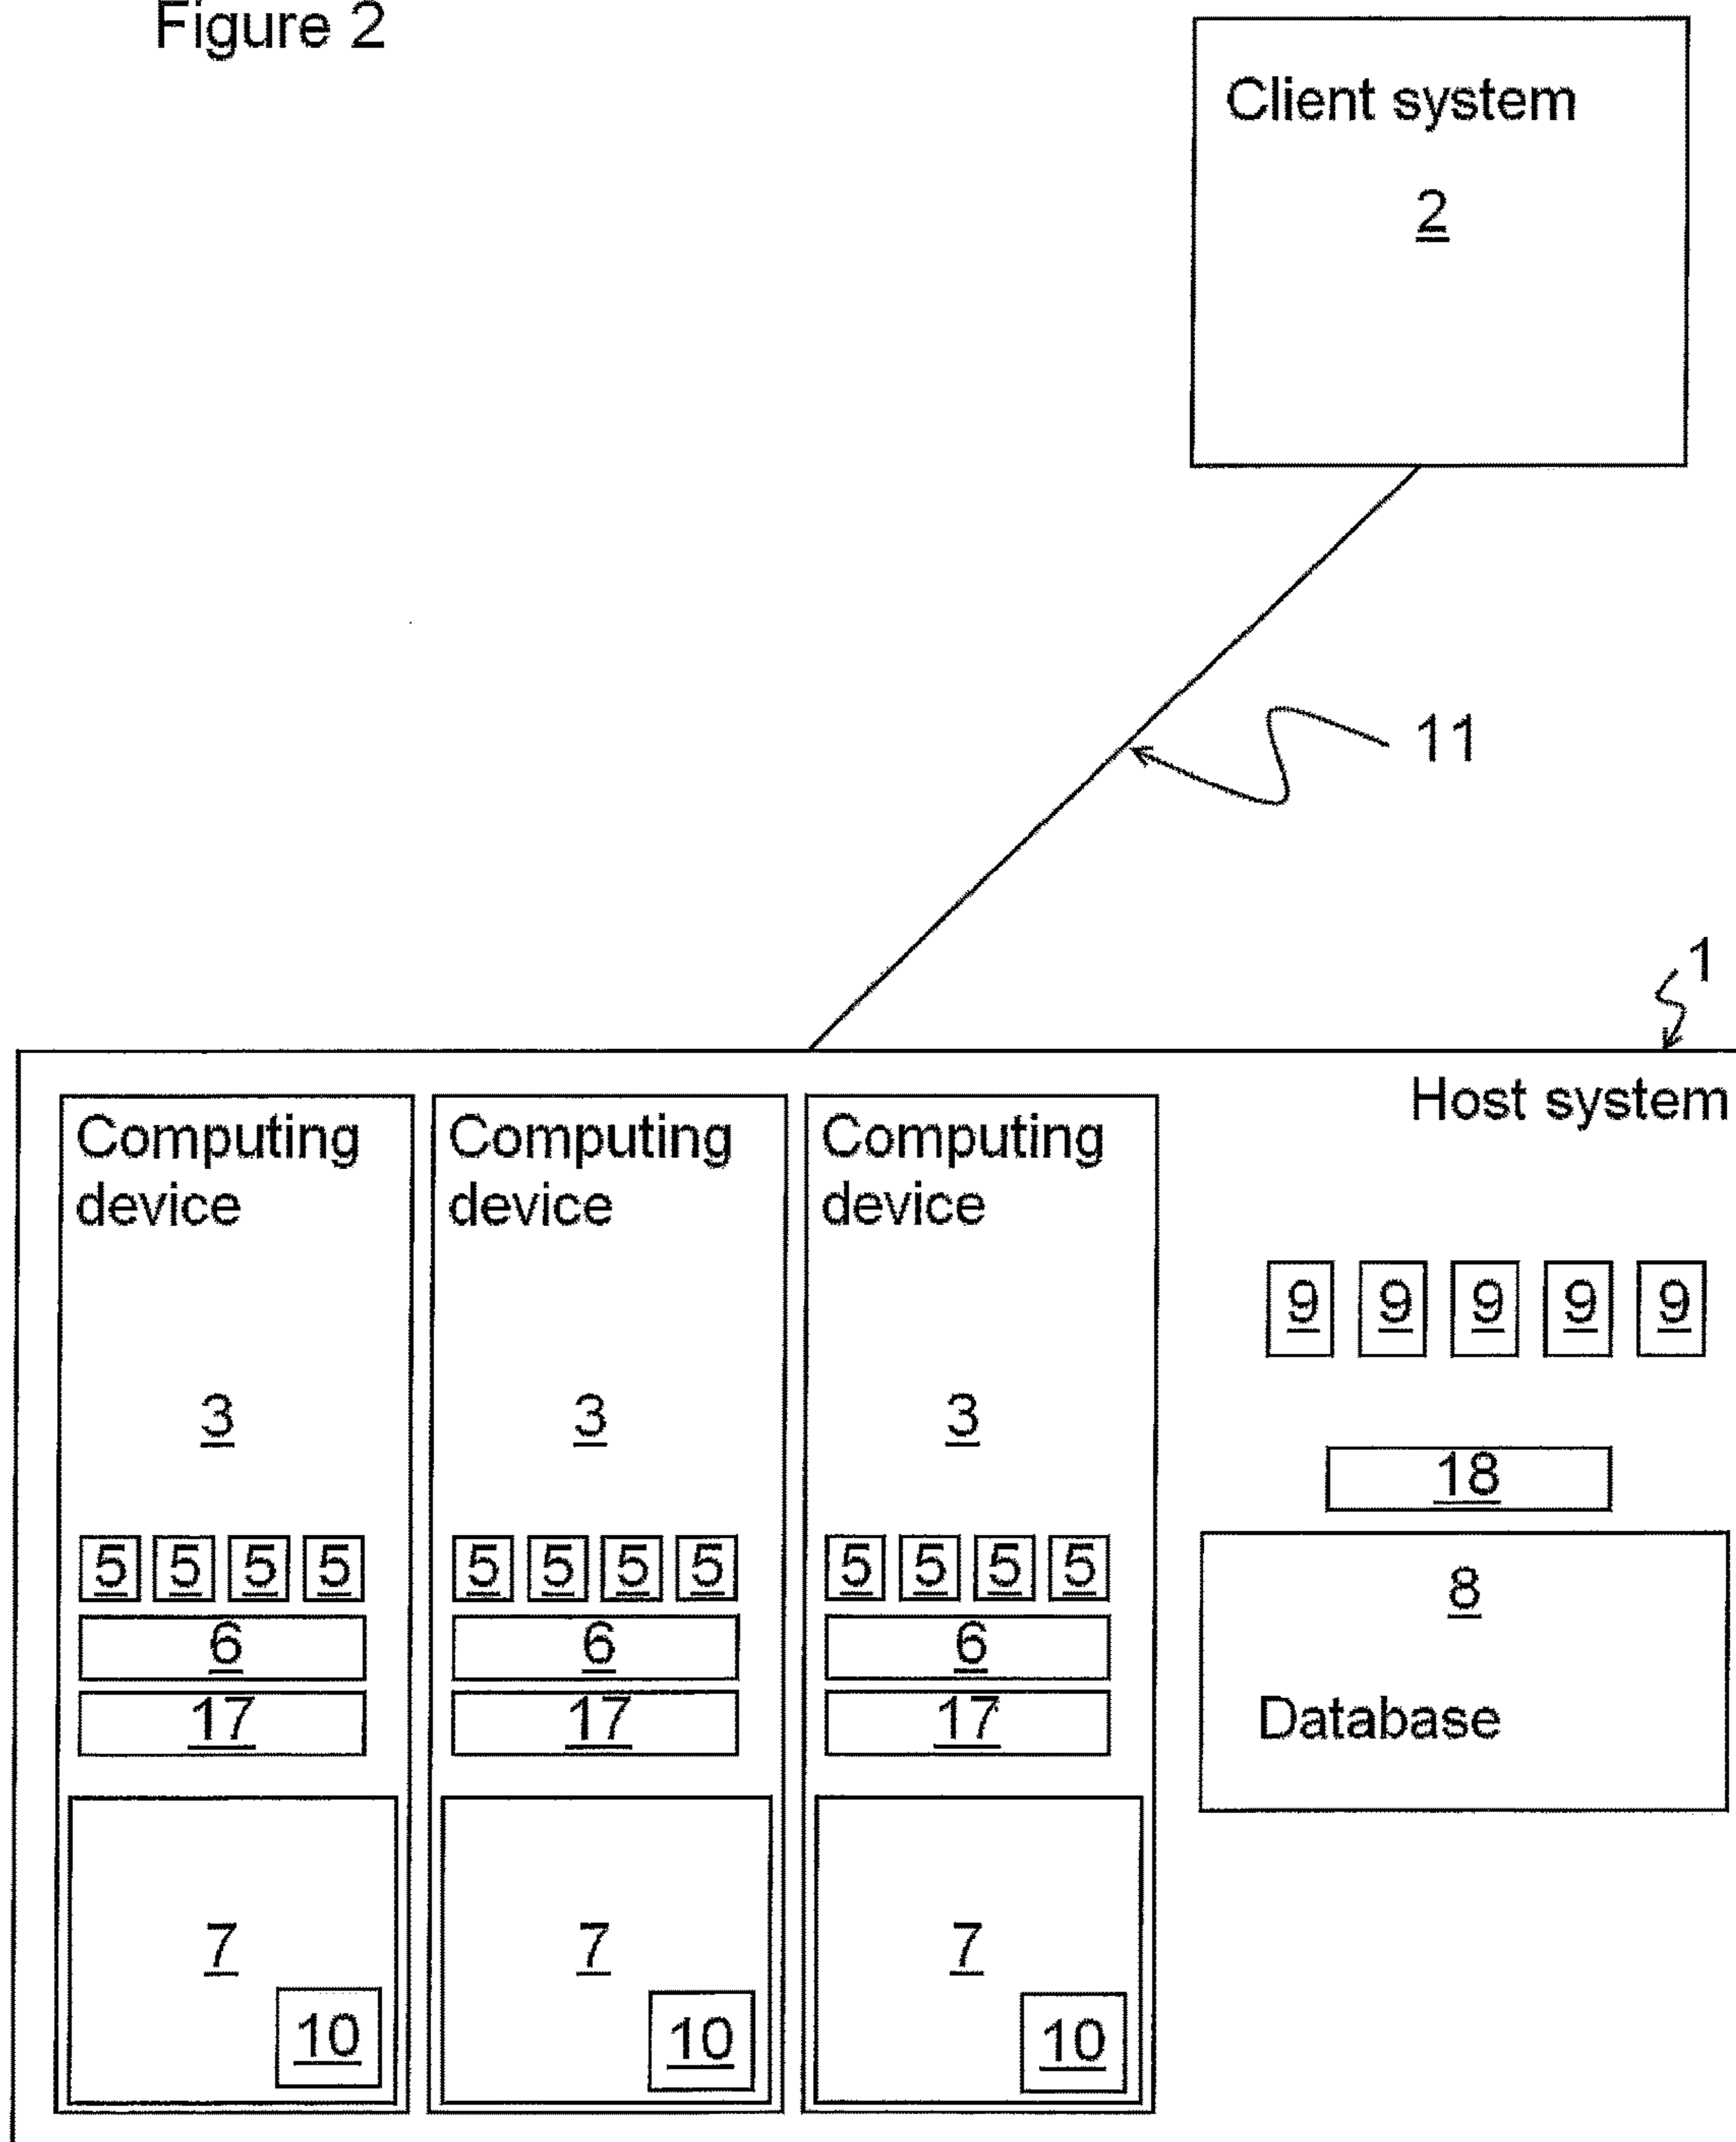 Figure 2
Client system
2
11
1
Host system
Computing device
3
5 5 5 5
6
17
7
10
Computing device
3
5 5 5 5
6
17
7
10
Computing device
3
5 5 5 5
6
17
7
10
9 9 9 9 9
18
8
Database